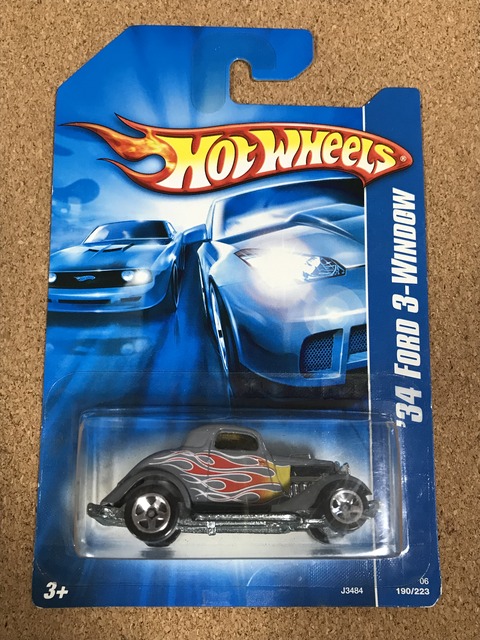 HOT WHEELS®
'34 FORD 3-WINDOW
3+
J3484
06
190/223